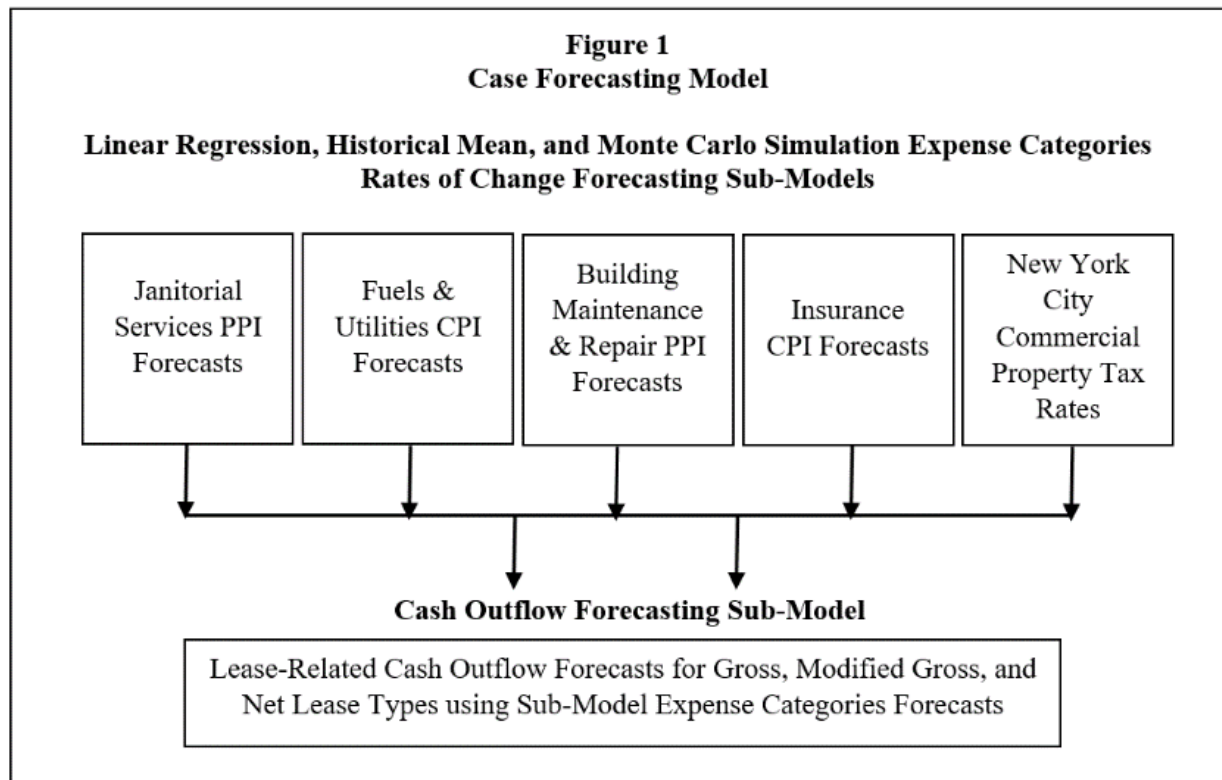 Figure 1
Case Forecasting Model
Linear Regression, Historical Mean, and Monte Carlo Simulation Expense Categories
Rates of Change Forecasting Sub-Models
Janitorial
Services PPI
Forecasts
Fuels &
Utilities CPI
Forecasts
Building
Maintenance
& Repair PPI
Forecasts
Insurance
CPI Forecasts
New York
City
Commercial
Property Tax
Rates
Cash Outflow Forecasting Sub-Model
Lease-Related Cash Outflow Forecasts for Gross, Modified Gross, and
Net Lease Types using Sub-Model Expense Categories Forecasts